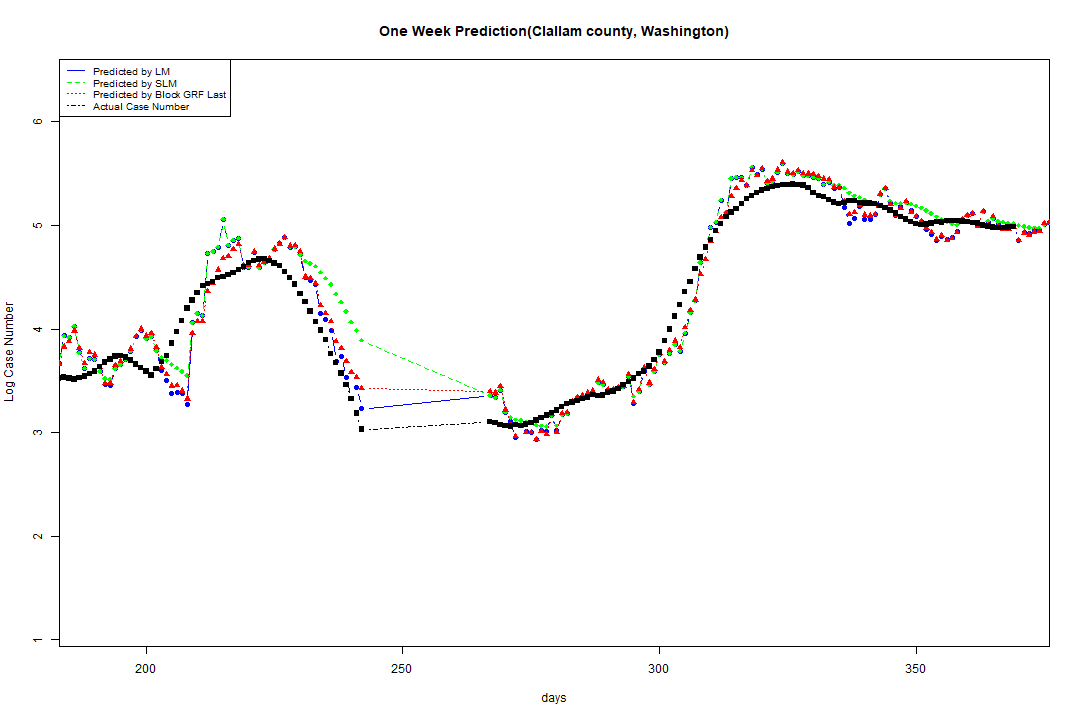 One Week Prediction(Clallam county, Washington)
Predicted by LM
Predicted by SLM
Predicted by Block GRF Last
Actual Case Number
6
5
4
3
2
1
Log Case Number
200 250 300 350
days